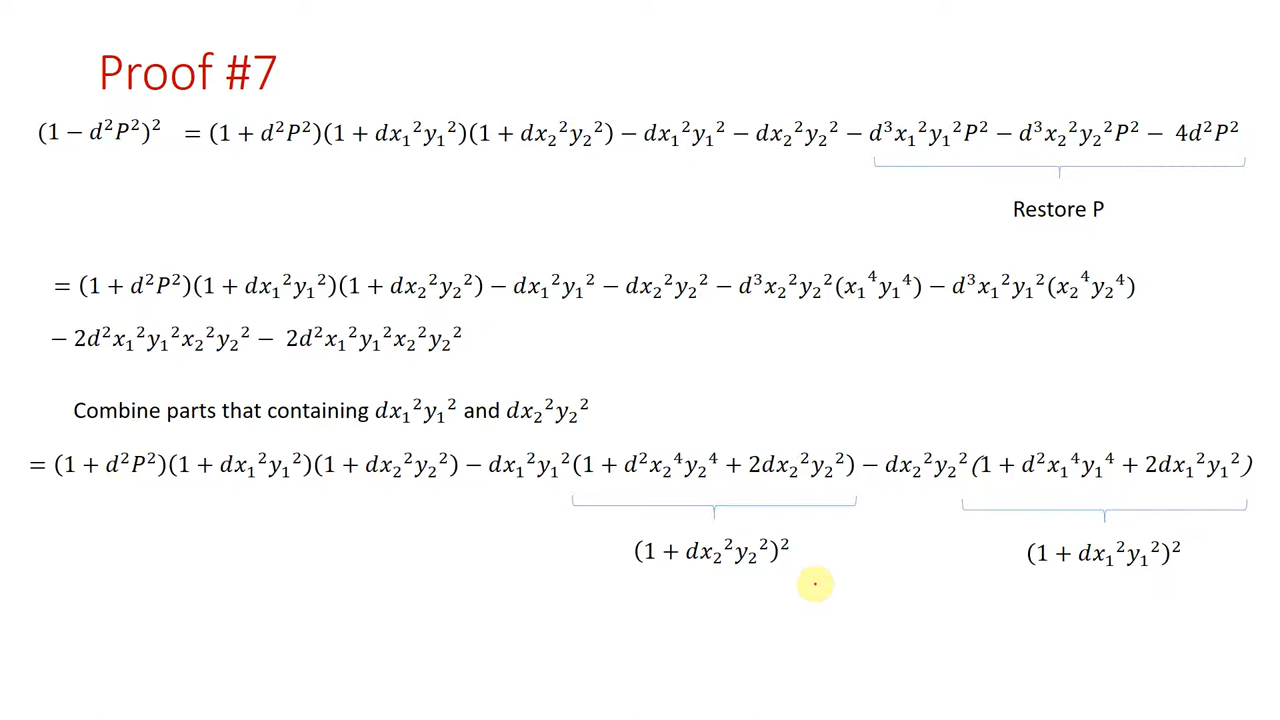 Proof #7
(1 − d²P²)² = (1 + d²P²)(1 + dx₁²y₁²)(1 + dx₂²y₂²) − dx₁²y₁² − dx₂²y₂² − d³x₁²y₁²P² − d³x₂²y₂²P² − 4d²P²
Restore P
= (1 + d²P²)(1 + dx₁²y₁²)(1 + dx₂²y₂²) − dx₁²y₁² − dx₂²y₂² − d³x₂²y₂²(x₁⁴y₁⁴) − d³x₁²y₁²(x₂⁴y₂⁴)
− 2d²x₁²y₁²x₂²y₂² − 2d²x₁²y₁²x₂²y₂²
Combine parts that containing dx₁²y₁² and dx₂²y₂²
= (1 + d²P²)(1 + dx₁²y₁²)(1 + dx₂²y₂²) − dx₁²y₁²(1 + d²x₂⁴y₂⁴ + 2dx₂²y₂²) − dx₂²y₂²(1 + d²x₁⁴y₁⁴ + 2dx₁²y₁²)
(1 + dx₂²y₂²)² (1 + dx₁²y₁²)²